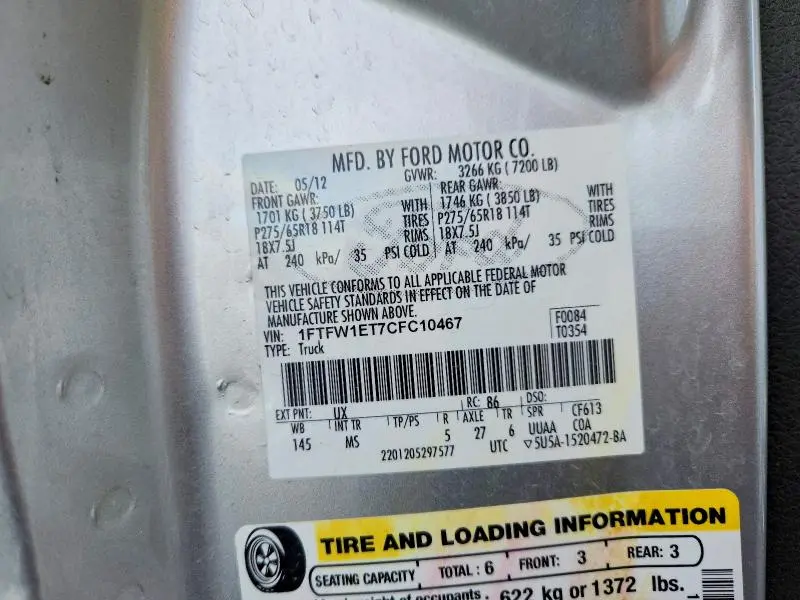 MFD. BY FORD MOTOR CO.
DATE: 05/12 GVWR: 3266 KG ( 7200 LB)
FRONT GAWR: REAR GAWR:
1701 KG ( 3750 LB) WITH 1746 KG ( 3850 LB) WITH
P275/65R18 114T TIRES P275/65R18 114T TIRES
18X7.5J RIMS 18X7.5J RIMS
AT 240 kPa/ 35 PSI COLD AT 240 kPa/ 35 PSI COLD
Ford
THIS VEHICLE CONFORMS TO ALL APPLICABLE FEDERAL MOTOR
VEHICLE SAFETY STANDARDS IN EFFECT ON THE DATE OF
MANUFACTURE SHOWN ABOVE.
VIN: 1FTFW1ET7CFC10467 F0084
TYPE: Truck T0354
EXT PNT: UX RC: 86 DSO:
WB INT TR TP/PS R AXLE TR SPR CF613
145 MS 5 27 6 UUAA COA
2201205297577 UTC ▽5U5A-1520472-BA
TIRE AND LOADING INFORMATION
SEATING CAPACITY TOTAL : 6 FRONT: 3 REAR: 3
of occupants 622 kg or 1372 lbs.